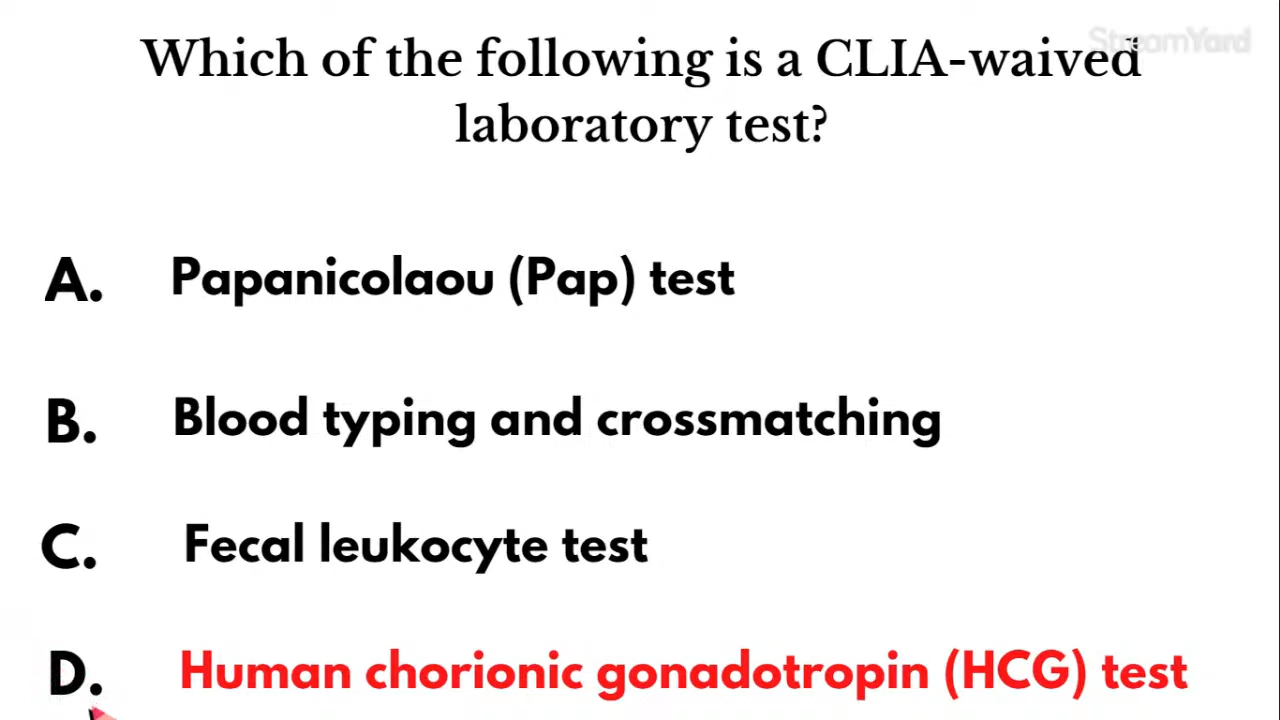 StreamYard
Which of the following is a CLIA-waived
laboratory test?
A. Papanicolaou (Pap) test
B. Blood typing and crossmatching
C. Fecal leukocyte test
D. Human chorionic gonadotropin (HCG) test